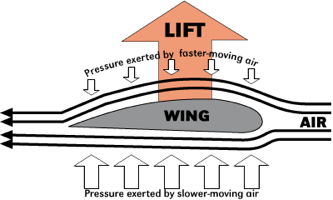 LIFT
Pressure exerted by faster-moving air
WING
AIR
Pressure exerted by slower-moving air